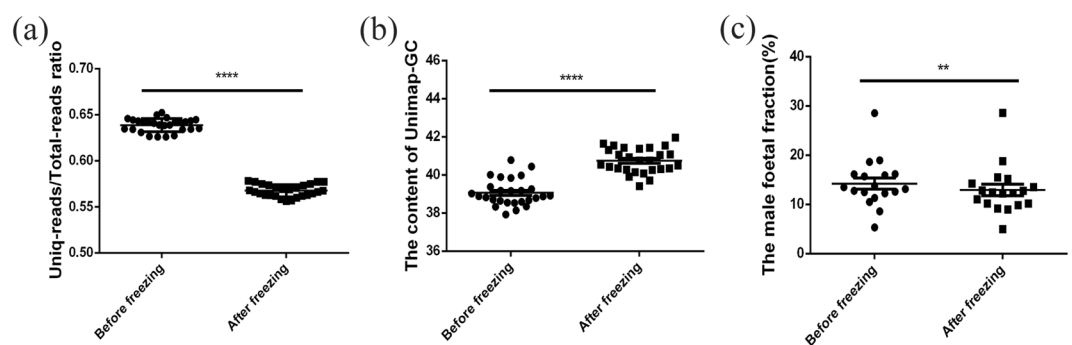 (a)
Uniq-reads/Total-reads ratio
0.70
0.65
0.60
0.55
0.50
****
Before freezing
After freezing
(b)
The content of Unimap-GC
46
44
42
40
38
36
****
Before freezing
After freezing
(c)
The male foetal fraction(%)
40
30
20
10
0
**
Before freezing
After freezing